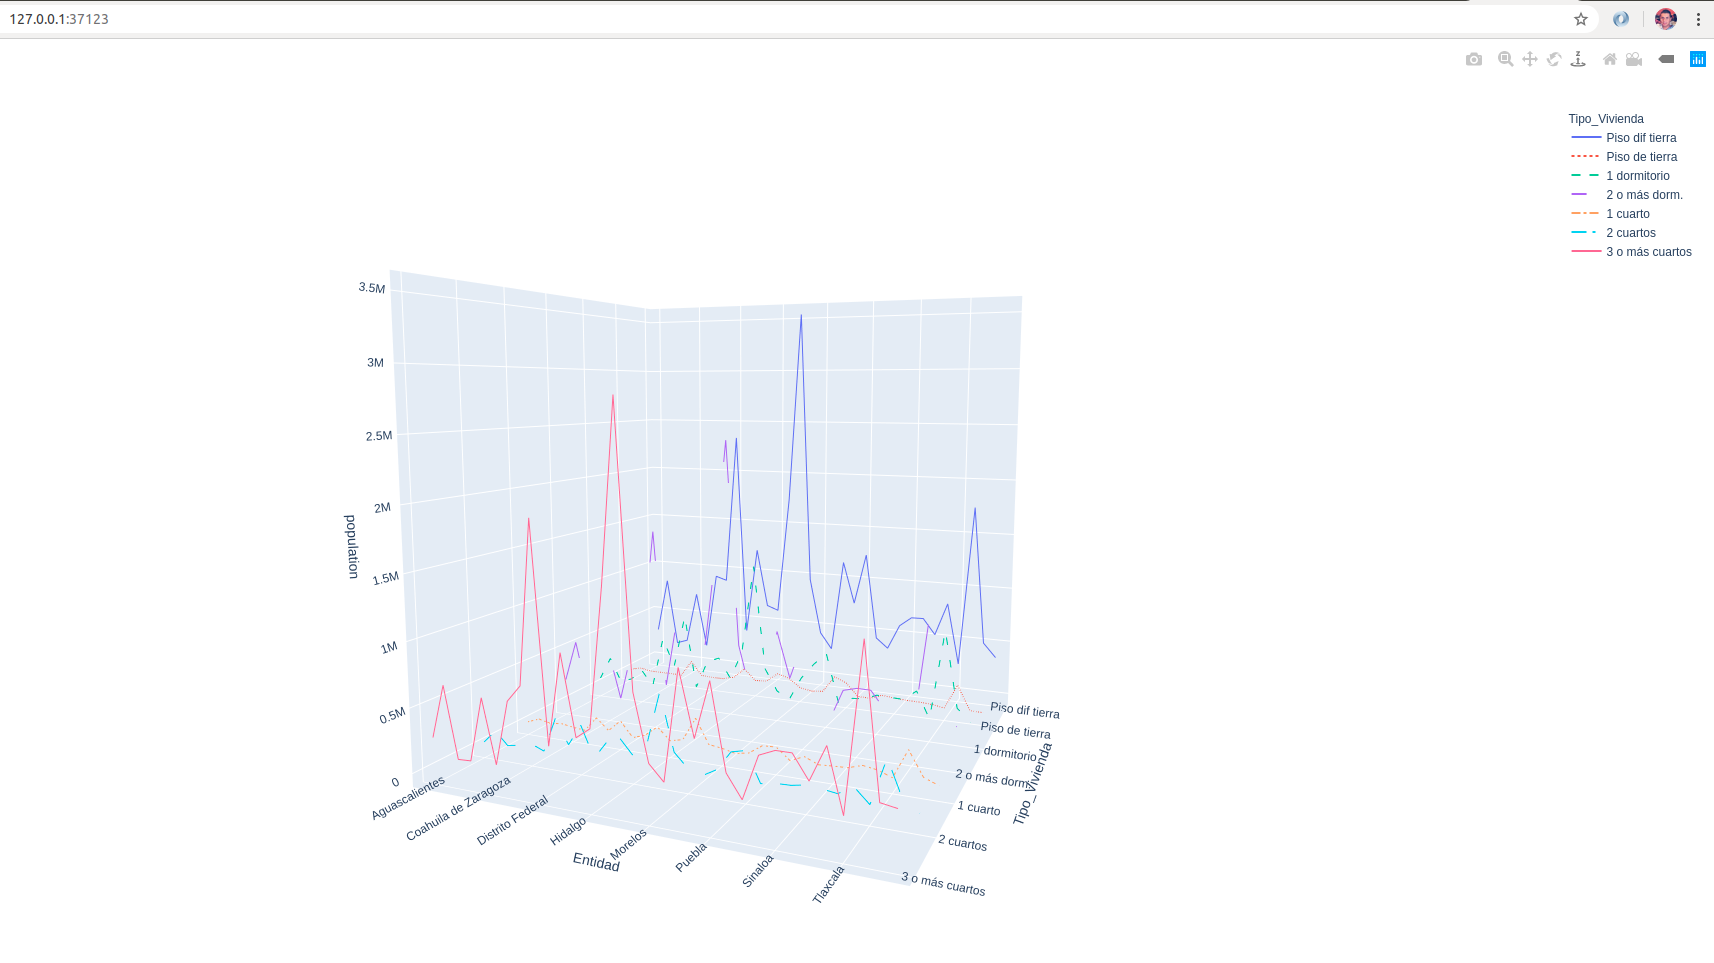 127.0.0.1:37123
z
Tipo_Vivienda
Piso dif tierra
Piso de tierra
1 dormitorio
2 o más dorm.
1 cuarto
2 cuartos
3 o más cuartos
3.5M
3M
2.5M
2M
1.5M
1M
0.5M
0
population
Aguascalientes
Coahuila de Zaragoza
Distrito Federal
Hidalgo
Morelos
Puebla
Sinaloa
Tlaxcala
Entidad
Piso dif tierra
Piso de tierra
1 dormitorio
2 o más dorm.
1 cuarto
2 cuartos
3 o más cuartos
Tipo_Vivienda